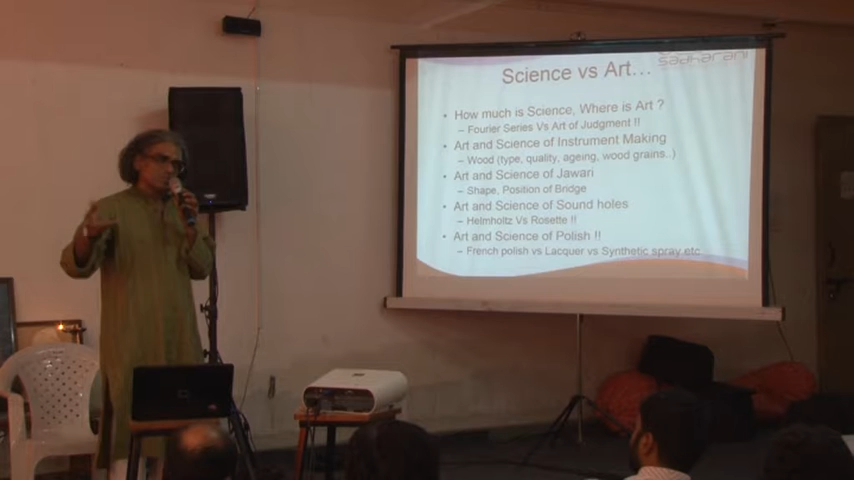 sadharani
Science vs Art…
• How much is Science, Where is Art ?
– Fourier Series Vs Art of Judgment !!
• Art and Science of Instrument Making
– Wood (type, quality, ageing, wood grains..)
• Art and Science of Jawari
– Shape, Position of Bridge
• Art and Science of Sound holes
– Helmholtz Vs Rosette !!
• Art and Science of Polish !!
– French polish vs Lacquer vs Synthetic spray etc